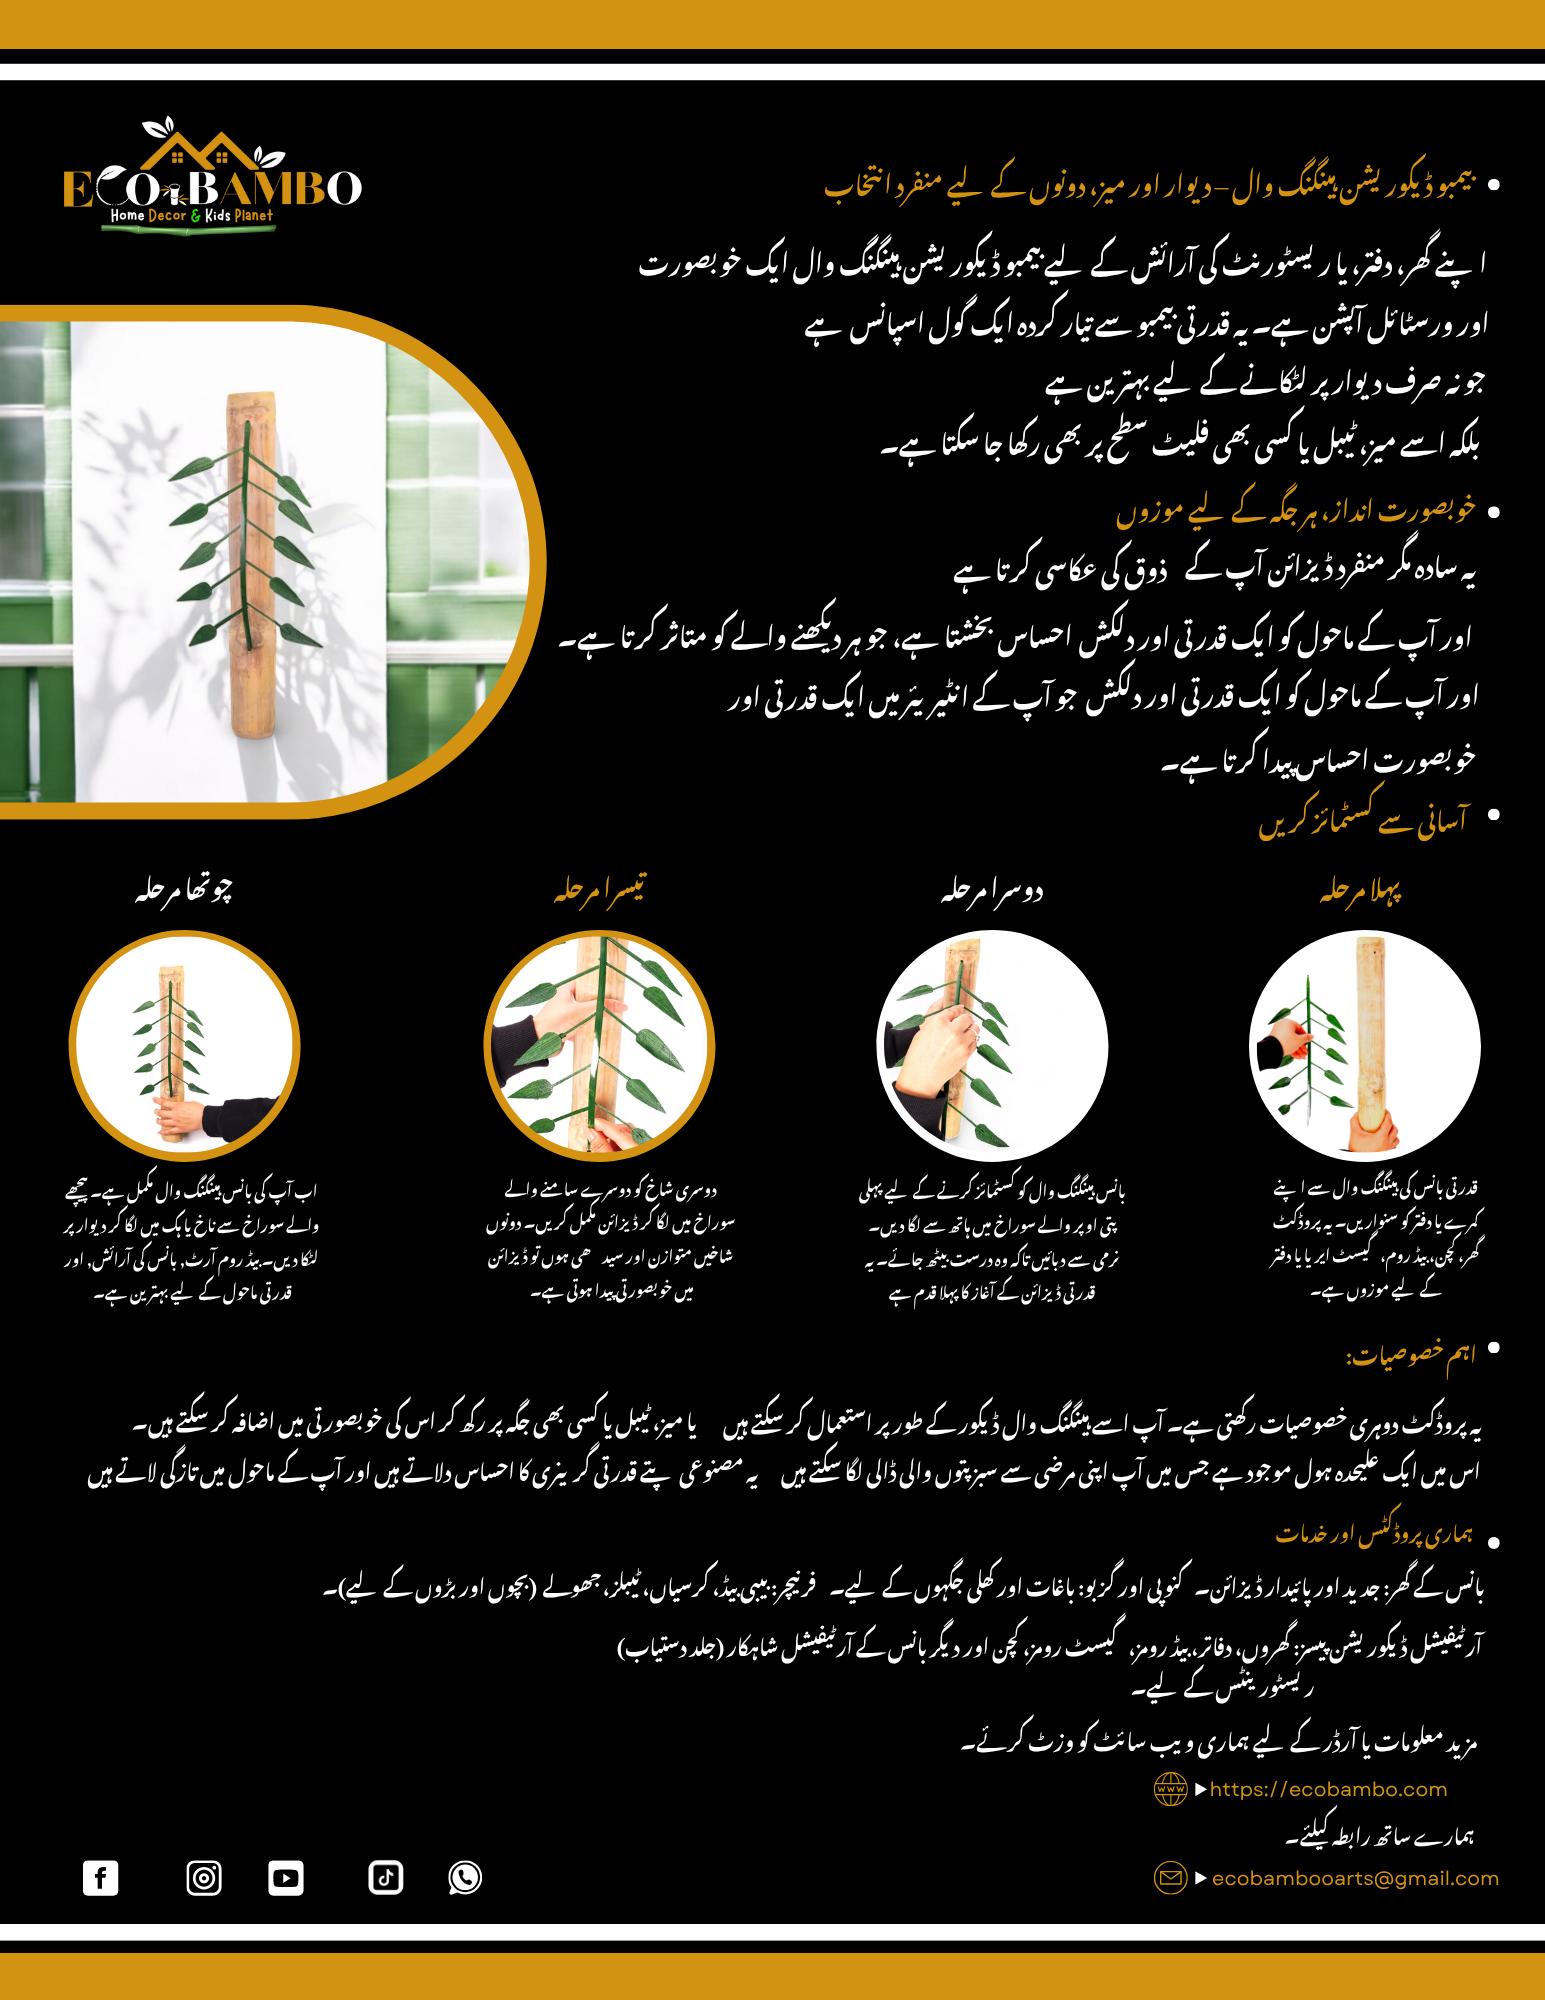 ECO BAMBO
Home Decor & Kids Planet
بیمبو ڈیکوریشن ہینگنگ وال – دیوار اور میز، دونوں کے لیے منفرد انتخاب
اپنے گھر، دفتر، یا ریسٹورنٹ کی آرائش کے لیے بیمبو ڈیکوریشن ہینگنگ وال ایک خوبصورت
اور ورسٹائل آپشن ہے۔ یہ قدرتی بیمبو سے تیار کردہ ایک گول اسپانس ہے
جو نہ صرف دیوار پر لٹکانے کے لیے بہترین ہے
بلکہ اسے میز، ٹیبل یا کسی بھی فلیٹ سطح پر بھی رکھا جا سکتا ہے۔
خوبصورت انداز، ہر جگہ کے لیے موزوں
یہ سادہ مگر منفرد ڈیزائن آپ کے ذوق کی عکاسی کرتا ہے
اور آپ کے ماحول کو ایک قدرتی اور دلکش احساس بخشتا ہے، جو ہر دیکھنے والے کو متاثر کرتا ہے۔
اور آپ کے ماحول کو ایک قدرتی اور دلکش جو آپ کے انٹیریئر میں ایک قدرتی اور
خوبصورت احساس پیدا کرتا ہے۔
آسانی سے کسٹمائز کریں
پہلا مرحلہ
قدرتی بانس کی ہینگنگ وال سے اپنے
کمرے یا دفتر کو سنواریں۔ یہ پروڈکٹ
گھر، کچن، بیڈ روم، گیسٹ ایریا یا دفتر
کے لیے موزوں ہے۔
دوسرا مرحلہ
بانس ہینگنگ وال کو کسٹمائز کرنے کے لیے پہلی
پتی اوپر والے سوراخ میں ہاتھ سے لگا دیں۔
نرمی سے دبائیں تاکہ وہ درست بیٹھ جائے۔ یہ
قدرتی ڈیزائن کے آغاز کا پہلا قدم ہے
تیسرا مرحلہ
دوسری شاخ کو دوسرے سامنے والے
سوراخ میں لگا کر ڈیزائن مکمل کریں۔ دونوں
شاخیں متوازن اور سید ھی ہوں تو ڈیزائن
میں خوبصورتی پیدا ہوتی ہے۔
چوتھا مرحلہ
اب آپ کی بانس ہینگنگ وال مکمل ہے۔ پیچھے
والے سوراخ سے ناخ یا ہک میں لگا کر دیوار پر
لٹکا دیں۔ بیڈ روم آرٹ, بانس کی آرائش, اور
قدرتی ماحول کے لیے بہترین ہے۔
اہم خصوصیات:
یہ پروڈکٹ دوہری خصوصیات رکھتی ہے۔ آپ اسے ہینگنگ وال ڈیکور کے طور پر استعمال کر سکتے ہیں یا میز، ٹیبل یا کسی بھی جگہ پر رکھ کر اس کی خوبصورتی میں اضافہ کر سکتے ہیں۔
اس میں ایک علیحدہ ہول موجود ہے جس میں آپ اپنی مرضی سے سبز پتوں والی ڈالی لگا سکتے ہیں یہ مصنوعی پتے قدرتی گرینری کا احساس دلاتے ہیں اور آپ کے ماحول میں تازگی لاتے ہیں
ہماری پروڈکٹس اور خدمات
بانس کے گھر: جدید اور پائیدار ڈیزائن۔ کنوپی اور گزبو: باغات اور کھلی جگہوں کے لیے۔ فرنیچر: بیبی بیڈ، کرسیاں، ٹیبلز، جھولے (بچوں اور بڑوں کے لیے)۔
آرٹیفیشل ڈیکوریشن پیسز: گھروں، دفاتر، بیڈ رومز، گیسٹ رومز، کچن اور دیگر بانس کے آرٹیفیشل شاہکار (جلد دستیاب)
ریسٹورینٹس کے لیے۔
مزید معلومات یا آرڈر کے لیے ہماری ویب سائٹ کو وزٹ کرئے۔
https://ecobambo.com
ہمارے ساتھ رابطہ کیلئے۔
ecobambooarts@gmail.com